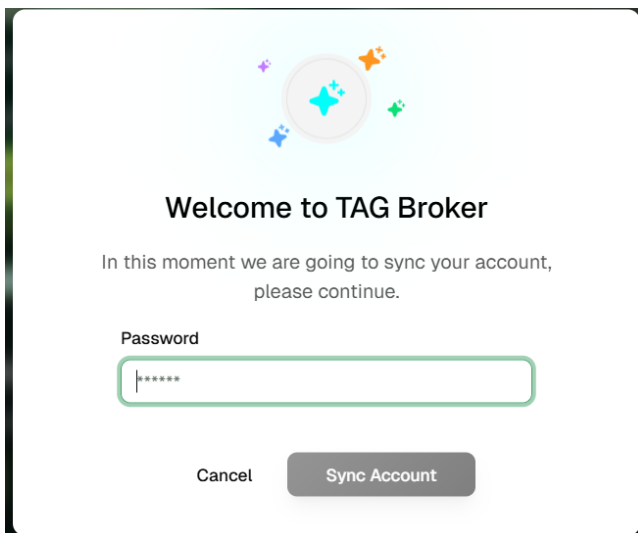 Welcome to TAG Broker
In this moment we are going to sync your account,
please continue.
Password
******
Cancel
Sync Account